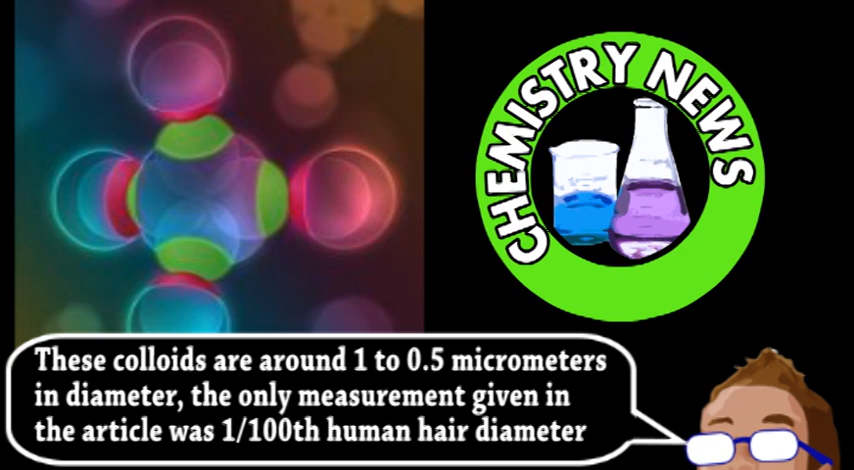 CHEMISTRY NEWS
These colloids are around 1 to 0.5 micrometers
in diameter, the only measurement given in
the article was 1/100th human hair diameter